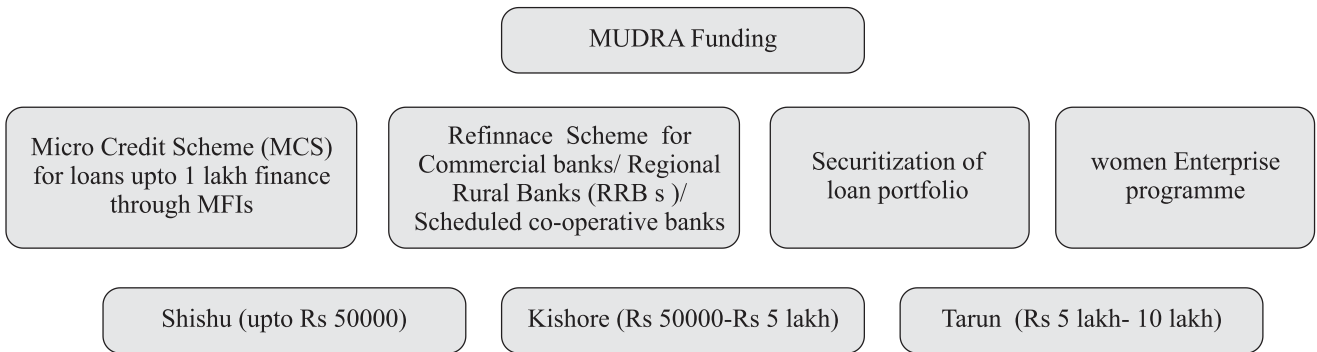 MUDRA Funding
Micro Credit Scheme (MCS)
for loans upto 1 lakh finance
through MFIs
Refinnace Scheme for
Commercial banks/ Regional
Rural Banks (RRB s )/
Scheduled co-operative banks
Securitization of
loan portfolio
women Enterprise
programme
Shishu (upto Rs 50000)
Kishore (Rs 50000-Rs 5 lakh)
Tarun (Rs 5 lakh- 10 lakh)